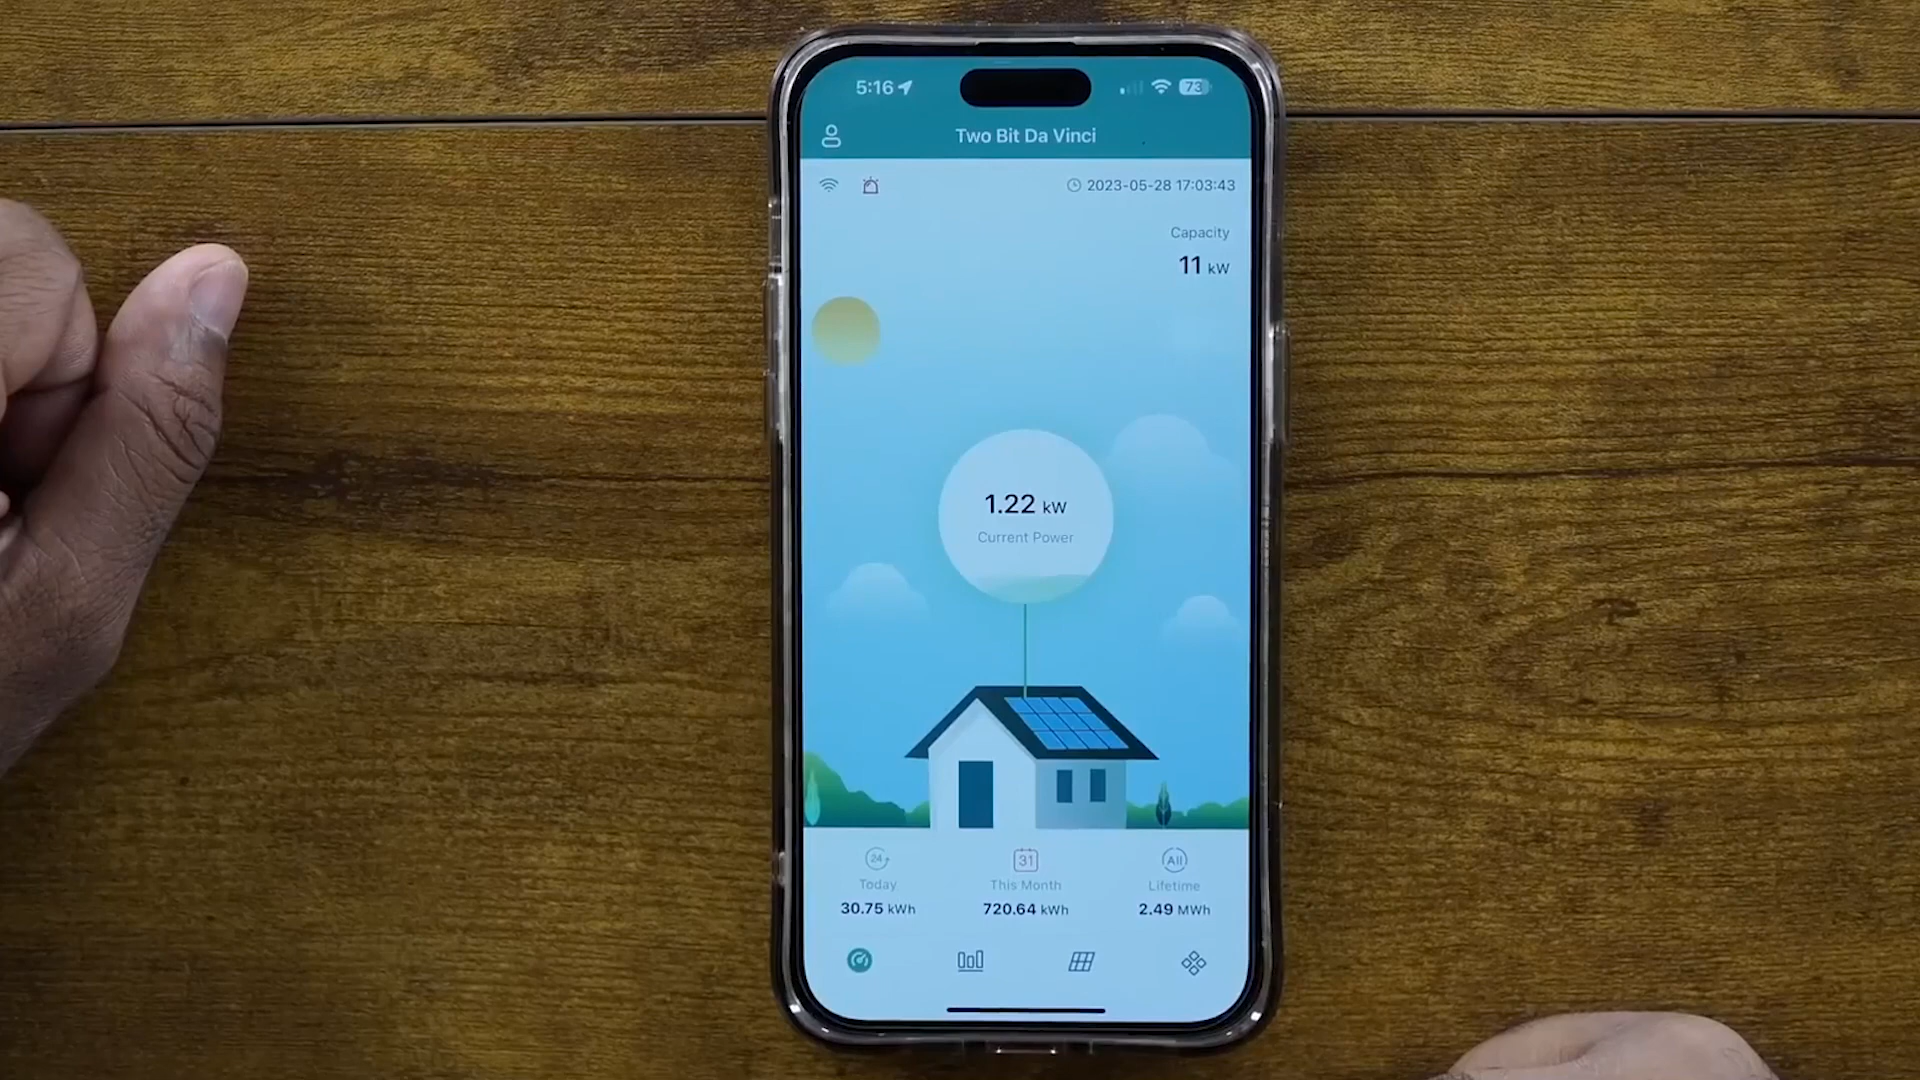 5:16
73
Two Bit Da Vinci
2023-05-28 17:03:43
Capacity
11 kW
1.22 kW
Current Power
24
31
All
Today
This Month
Lifetime
30.75 kWh
720.64 kWh
2.49 MWh